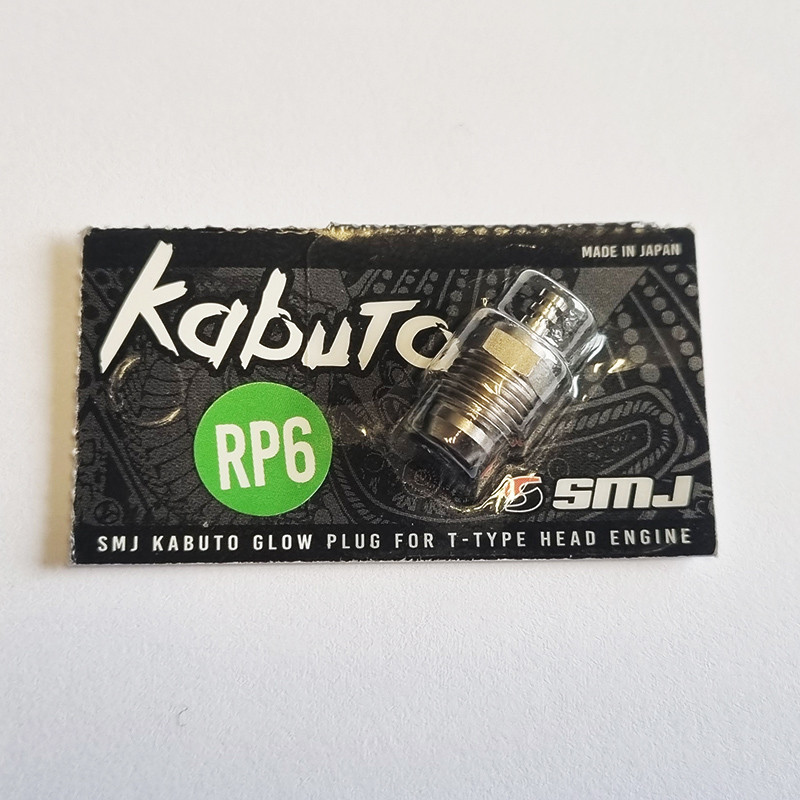 MADE IN JAPAN
Kabuto
RP6
SMJ
SMJ KABUTO GLOW PLUG FOR T-TYPE HEAD ENGINE